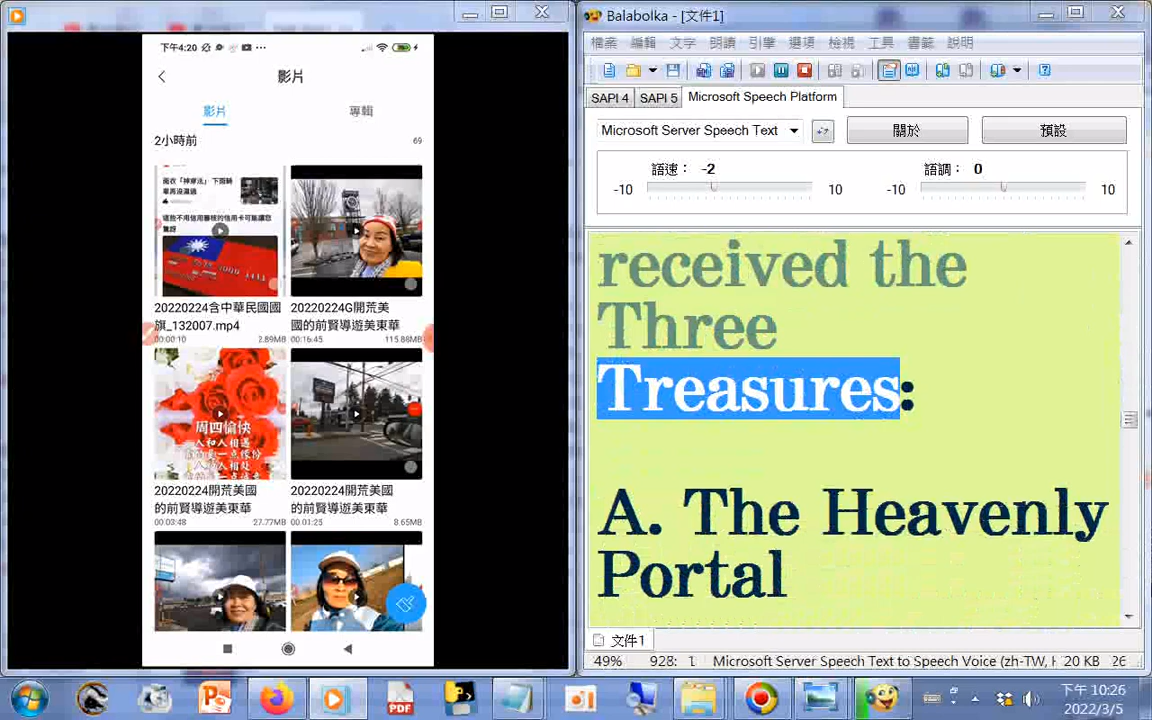 下午4:20
影片
影片
專輯
2小時前
69
20220224含中華民國國
旗_132007.mp4
00:00:10
2.89MB
20220224G開荒美
國的前賢導遊美東華
00:16:45
115.88MB
周四愉快
人和人相遇
20220224開荒美國
的前賢導遊美東華
00:03:48
27.77MB
20220224開荒美國
的前賢導遊美東華
00:01:25
8.65MB
Balabolka - [文件1]
檔案 編輯 文字 朗讀 引擎 選項 檢視 工具 書籤 說明
SAPI 4
SAPI 5
Microsoft Speech Platform
Microsoft Server Speech Text
關於
預設
語速： -2
-10
10
語調： 0
-10
10
received the
Three
Treasures:
A. The Heavenly
Portal
文件1
49%
928: 1
Microsoft Server Speech Text to Speech Voice (zh-TW, H
20 KB
26
下午 10:26
2022/3/5